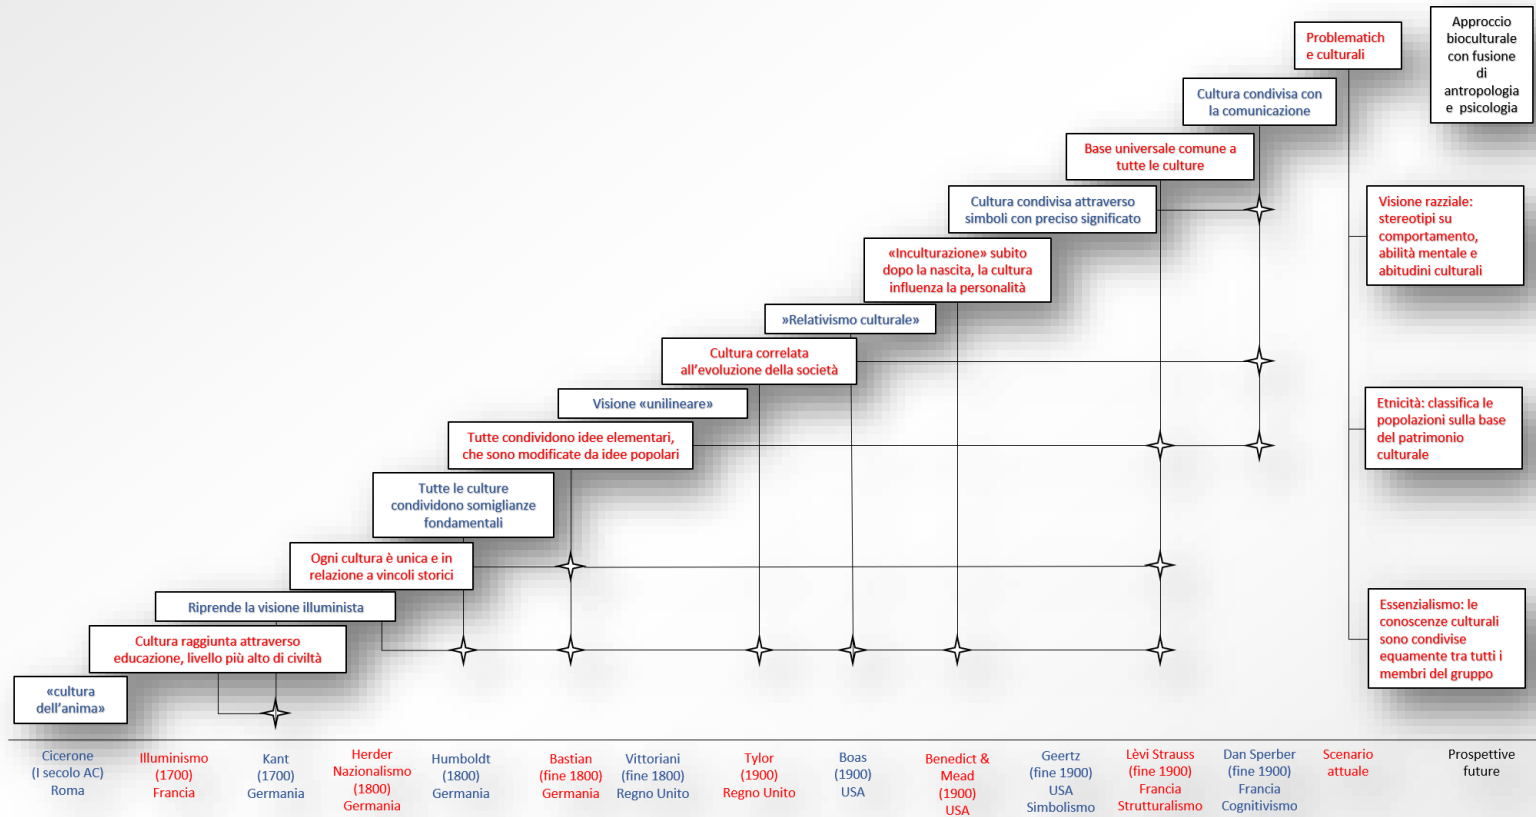 Problematich
e culturali
Approccio
bioculturale
con fusione
di
antropologia
e psicologia
Cultura condivisa con
la comunicazione
Base universale comune a
tutte le culture
Cultura condivisa attraverso
simboli con preciso significato
Visione razziale:
stereotipi su
comportamento,
abilità mentale e
abitudini culturali
«Inculturazione» subito
dopo la nascita, la cultura
influenza la personalità
»Relativismo culturale»
Cultura correlata
all'evoluzione della società
Visione «unilineare»
Etnicità: classifica le
popolazioni sulla base
del patrimonio
culturale
Tutte condividono idee elementari,
che sono modificate da idee popolari
Tutte le culture
condividono somiglianze
fondamentali
Ogni cultura è unica e in
relazione a vincoli storici
Riprende la visione illuminista
Essenzialismo: le
conoscenze culturali
sono condivise
equamente tra tutti i
membri del gruppo
Cultura raggiunta attraverso
educazione, livello più alto di civiltà
«cultura
dell'anima»
Cicerone
(I secolo AC)
Roma
Illuminismo
(1700)
Francia
Kant
(1700)
Germania
Herder
Nazionalismo
(1800)
Germania
Humboldt
(1800)
Germania
Bastian
(fine 1800)
Germania
Vittoriani
(fine 1800)
Regno Unito
Tylor
(1900)
Regno Unito
Boas
(1900)
USA
Benedict &
Mead
(1900)
USA
Geertz
(fine 1900)
USA
Simbolismo
Lèvi Strauss
(fine 1900)
Francia
Strutturalismo
Dan Sperber
(fine 1900)
Francia
Cognitivismo
Scenario
attuale
Prospettive
future